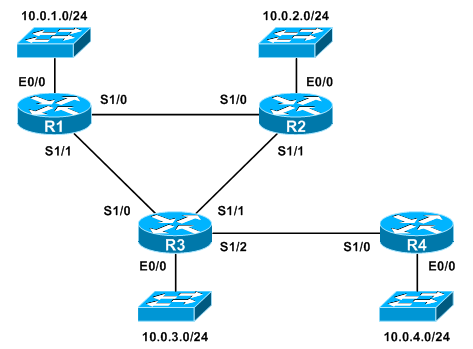 10.0.1.0/24
10.0.2.0/24
E0/0
E0/0
S1/0
S1/0
R1
R2
S1/1
S1/1
S1/0
S1/1
R3
R4
S1/2
S1/0
E0/0
E0/0
10.0.3.0/24
10.0.4.0/24